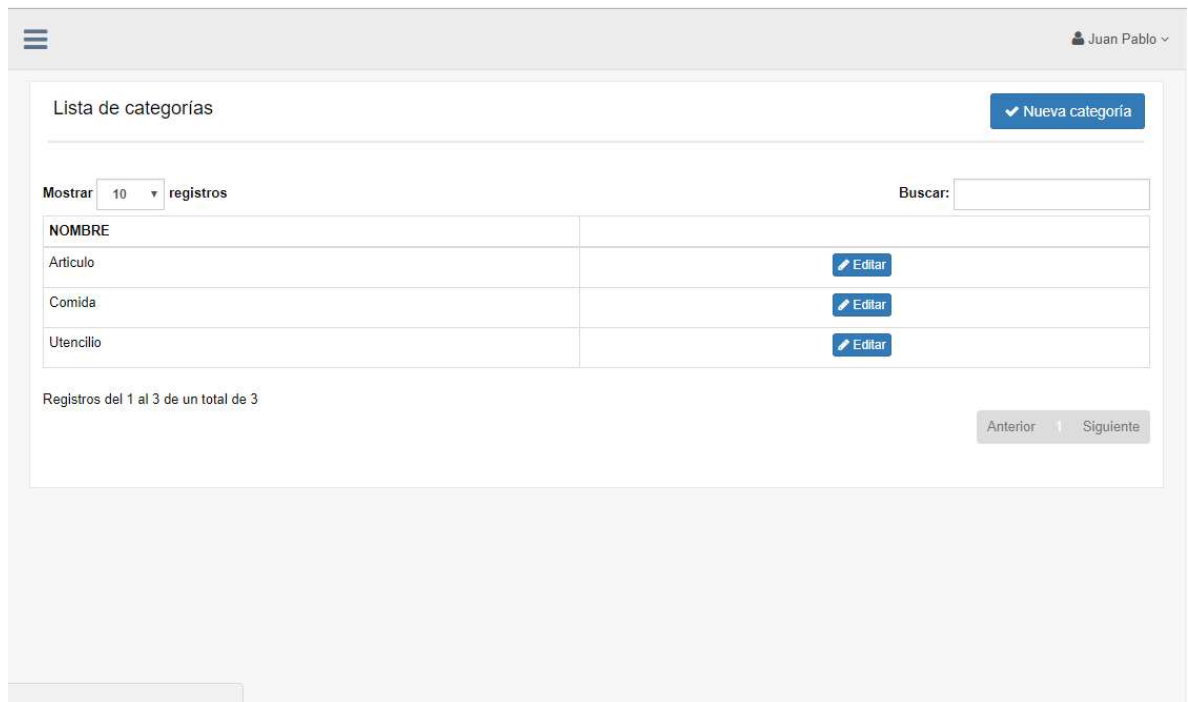 Juan Pablo
Lista de categorías
Nueva categoría
Mostrar 10 registros
Buscar:
NOMBRE
Articulo Editar
Comida Editar
Utencilio Editar
Registros del 1 al 3 de un total de 3
Anterior 1 Siguiente